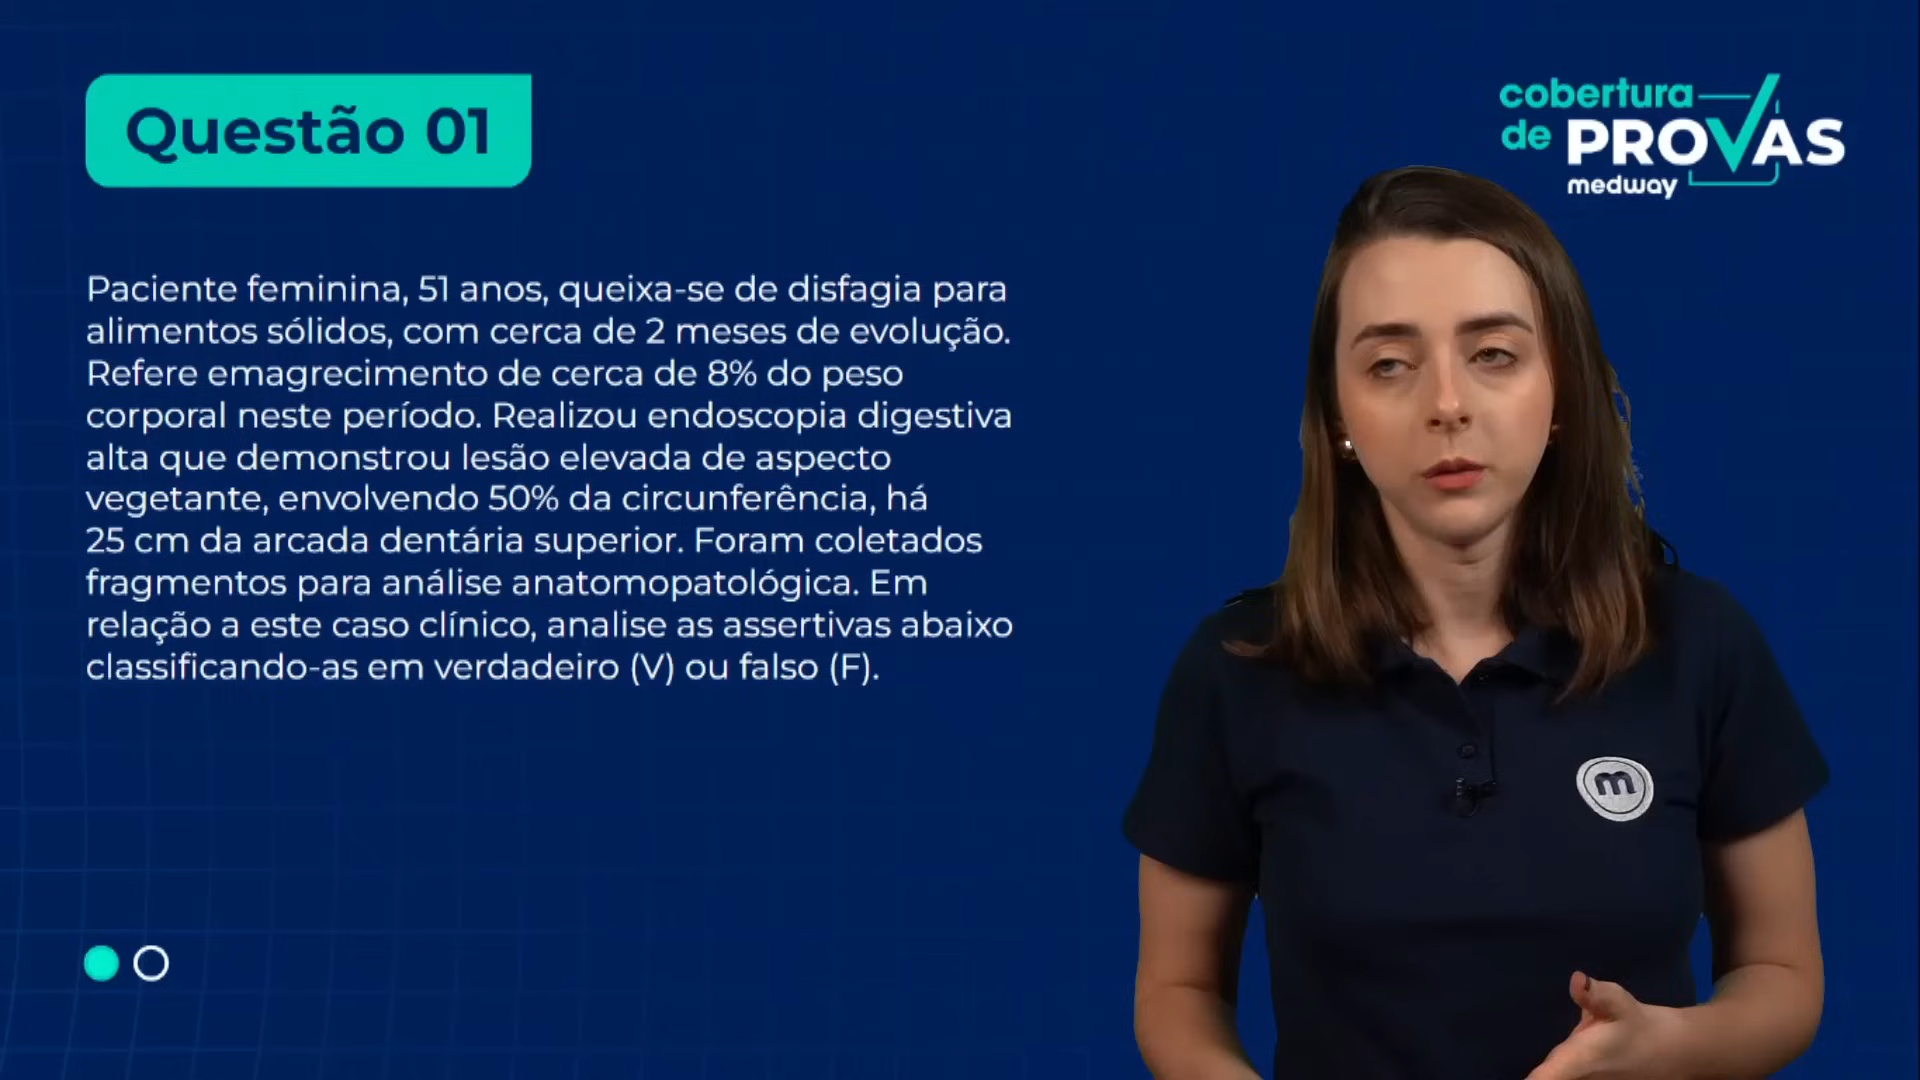 Questão 01
cobertura
de PROVAS
medway
Paciente feminina, 51 anos, queixa-se de disfagia para
alimentos sólidos, com cerca de 2 meses de evolução.
Refere emagrecimento de cerca de 8% do peso
corporal neste período. Realizou endoscopia digestiva
alta que demonstrou lesão elevada de aspecto
vegetante, envolvendo 50% da circunferência, há
25 cm da arcada dentária superior. Foram coletados
fragmentos para análise anatomopatológica. Em
relação a este caso clínico, analise as assertivas abaixo
classificando-as em verdadeiro (V) ou falso (F).
m